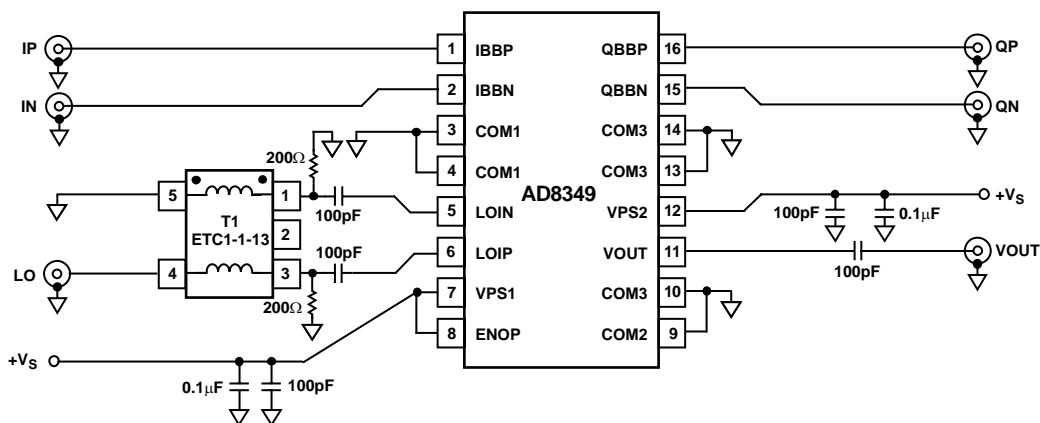 IP
IN
1 IBBP
2 IBBN
3 COM1
4 COM1
5 LOIN
6 LOIP
7 VPS1
8 ENOP
AD8349
QBBP 16
QBBN 15
COM3 14
COM3 13
VPS2 12
VOUT 11
COM3 10
COM2 9
QP
QN
200Ω
100pF
5
1
T1
ETC1-1-13
2
100pF
LO
4
3
200Ω
+VS
0.1μF
100pF
100pF
0.1μF
+VS
100pF
VOUT